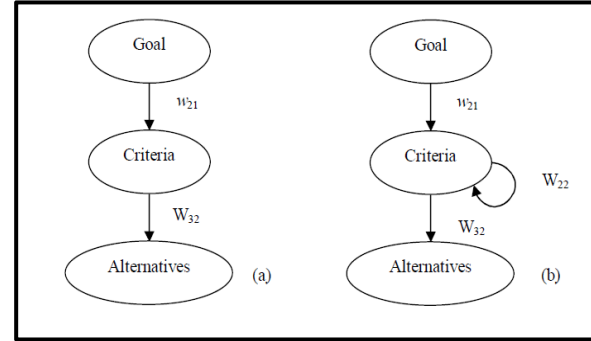 Goal
Goal
w21
w21
Criteria
Criteria
W22
W32
W32
Alternatives
(a)
Alternatives
(b)